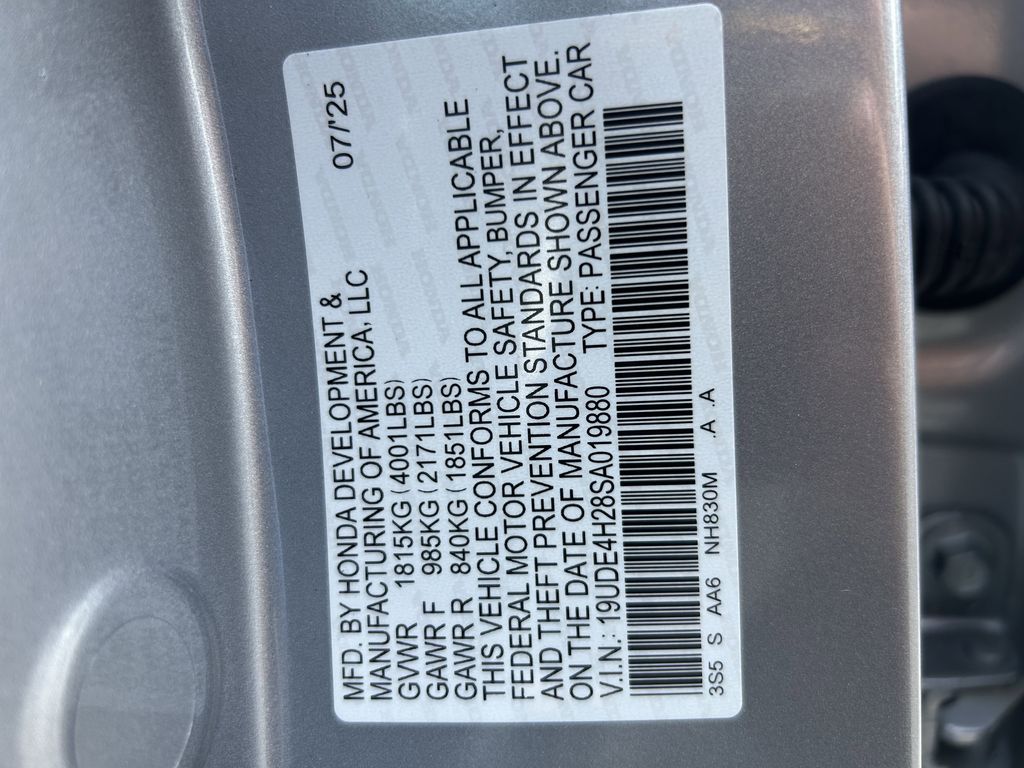 MFD. BY HONDA DEVELOPMENT & 07/'25
MANUFACTURING OF AMERICA, LLC
GVWR 1815KG (4001LBS)
GAWR F 985KG (2171LBS)
GAWR R 840KG (1851LBS)
THIS VEHICLE CONFORMS TO ALL APPLICABLE
FEDERAL MOTOR VEHICLE SAFETY, BUMPER,
AND THEFT PREVENTION STANDARDS IN EFFECT
ON THE DATE OF MANUFACTURE SHOWN ABOVE.
V.I.N.: 19UDE4H28SA019880 TYPE: PASSENGER CAR
3S5 S AA6 NH830M .A .A